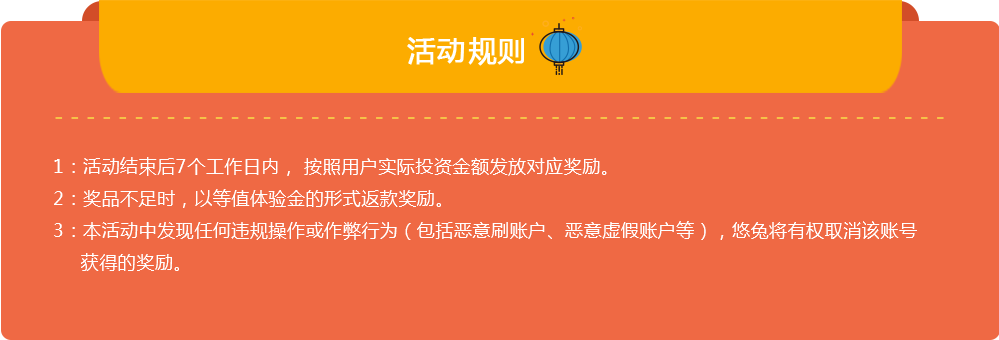 活动规则
1：活动结束后7个工作日内，按照用户实际投资金额发放对应奖励。
2：奖品不足时，以等值体验金的形式返款奖励。
3：本活动中发现任何违规操作或作弊行为（包括恶意刷账户、恶意虚假账户等），悠兔将有权取消该账号
获得的奖励。